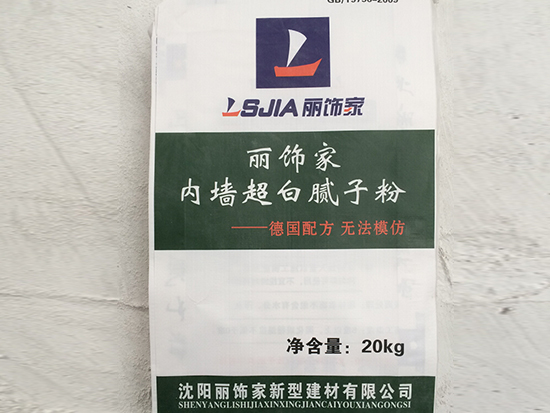 LSJIA 丽饰家
丽饰家
内墙超白腻子粉
——德国配方 无法模仿
净含量：20kg
沈阳丽饰家新型建材有限公司
SHENYANGLISHIJIAXINXINGJIANCAIYOUXIANGONGSI